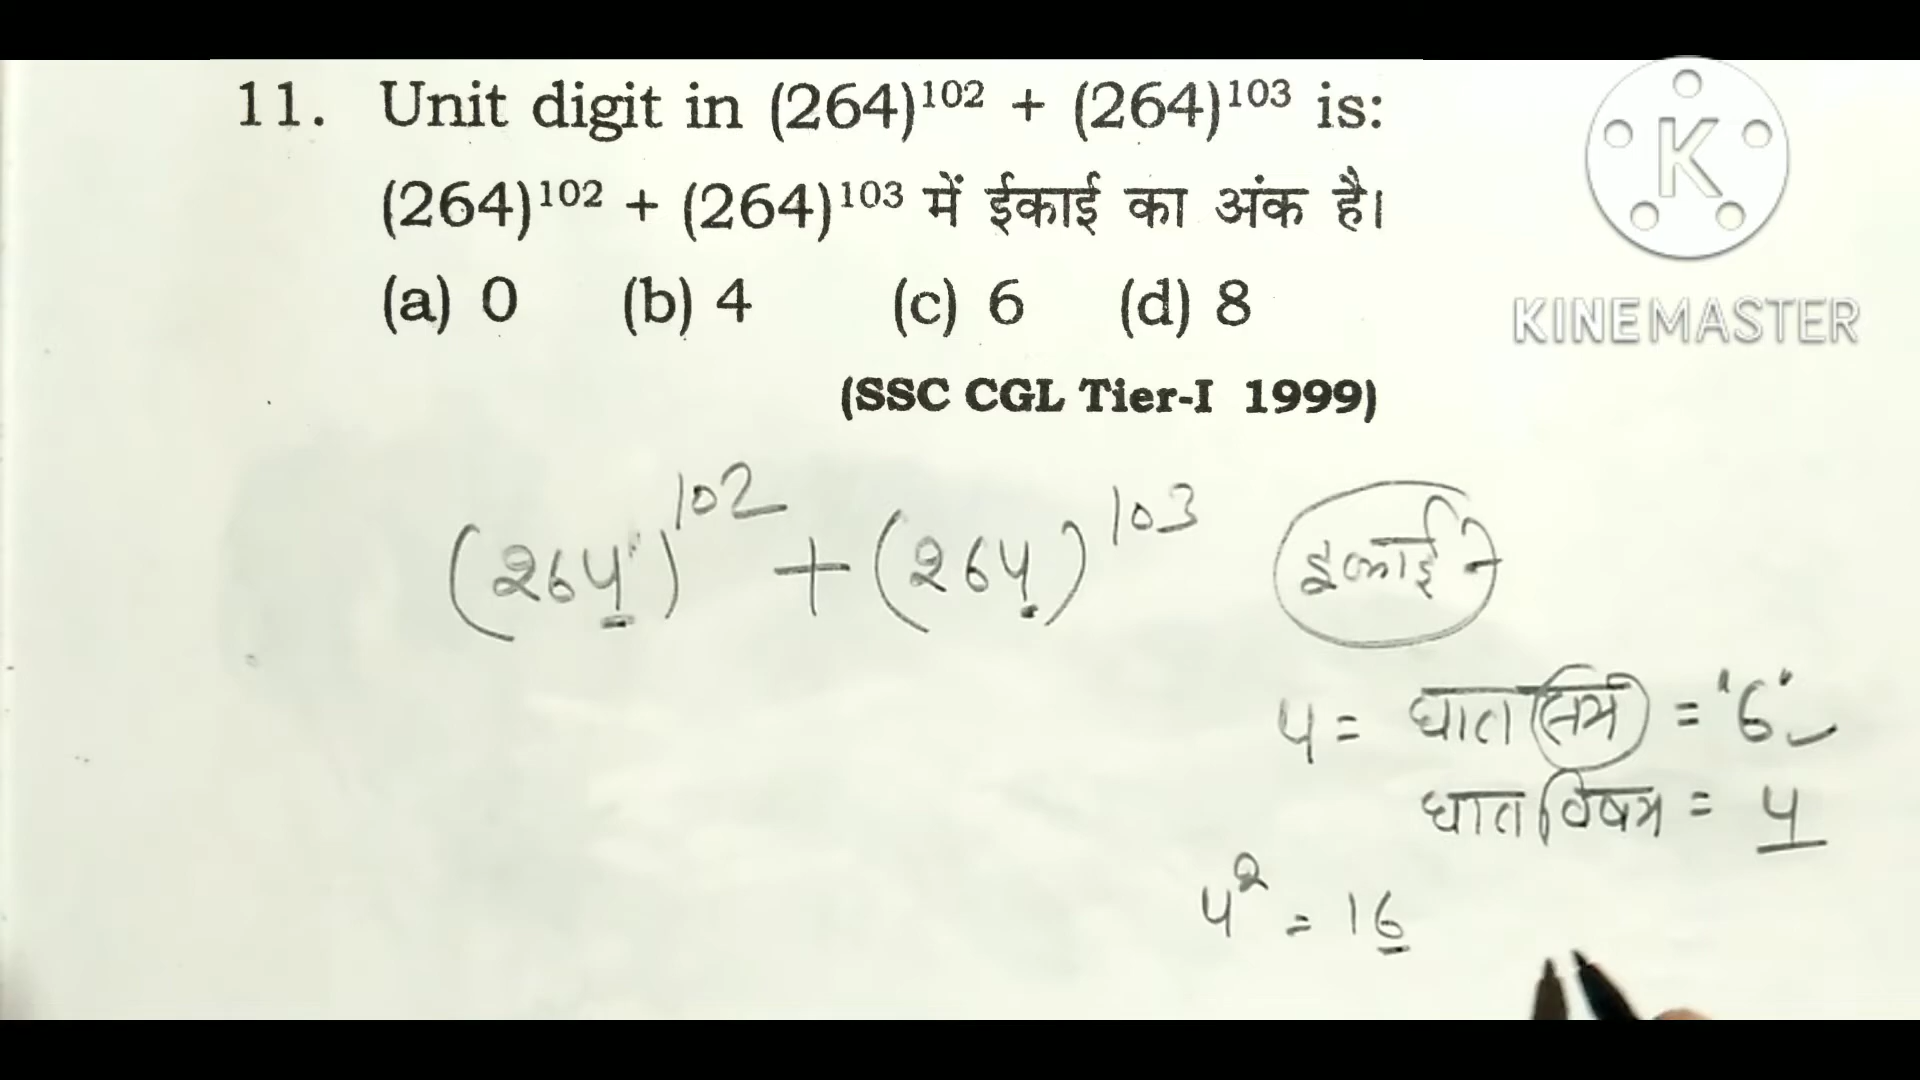 11. Unit digit in (264)¹⁰² + (264)¹⁰³ is:
(264)¹⁰² + (264)¹⁰³ में ईकाई का अंक है।
(a) 0 (b) 4 (c) 6 (d) 8
(SSC CGL Tier-I 1999)
K
KINEMASTER
(264)¹⁰² + (264)¹⁰³ इकाई →
4 = घात सम = "6"
घात विषम = 4
4² = 16